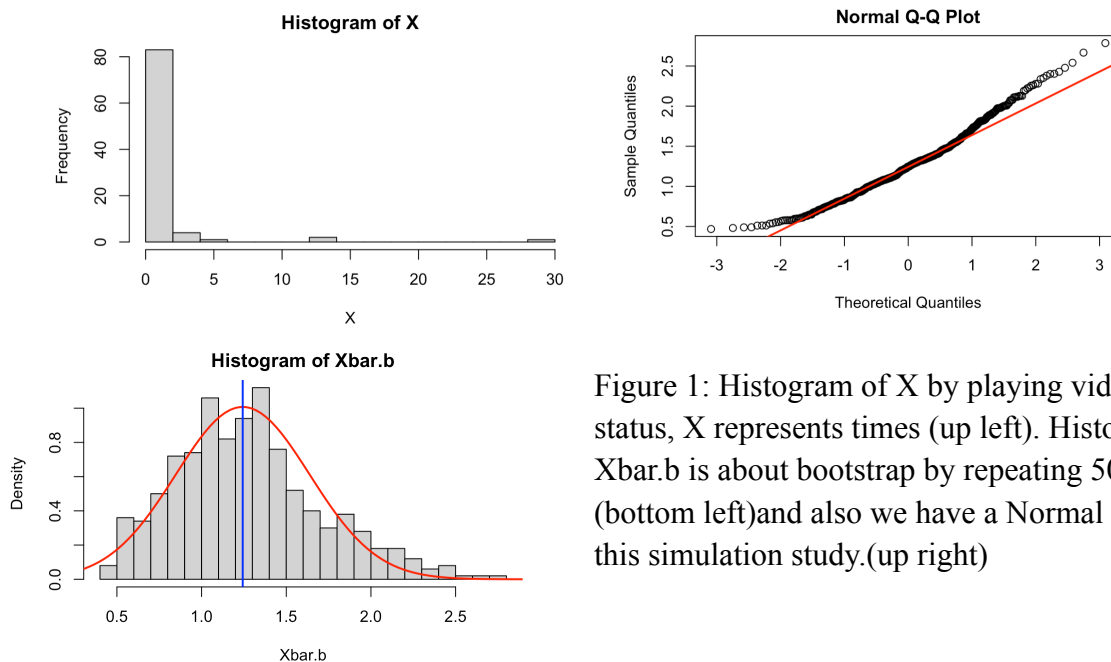 Histogram of X
Frequency
0 20 40 60 80
0 5 10 15 20 25 30
X
Normal Q-Q Plot
Sample Quantiles
0.5 1.0 1.5 2.0 2.5
-3 -2 -1 0 1 2 3
Theoretical Quantiles
Histogram of Xbar.b
Density
0.0 0.4 0.8
0.5 1.0 1.5 2.0 2.5
Xbar.b
Figure 1: Histogram of X by playing vid
status, X represents times (up left). Histo
Xbar.b is about bootstrap by repeating 50
(bottom left)and also we have a Normal
this simulation study.(up right)